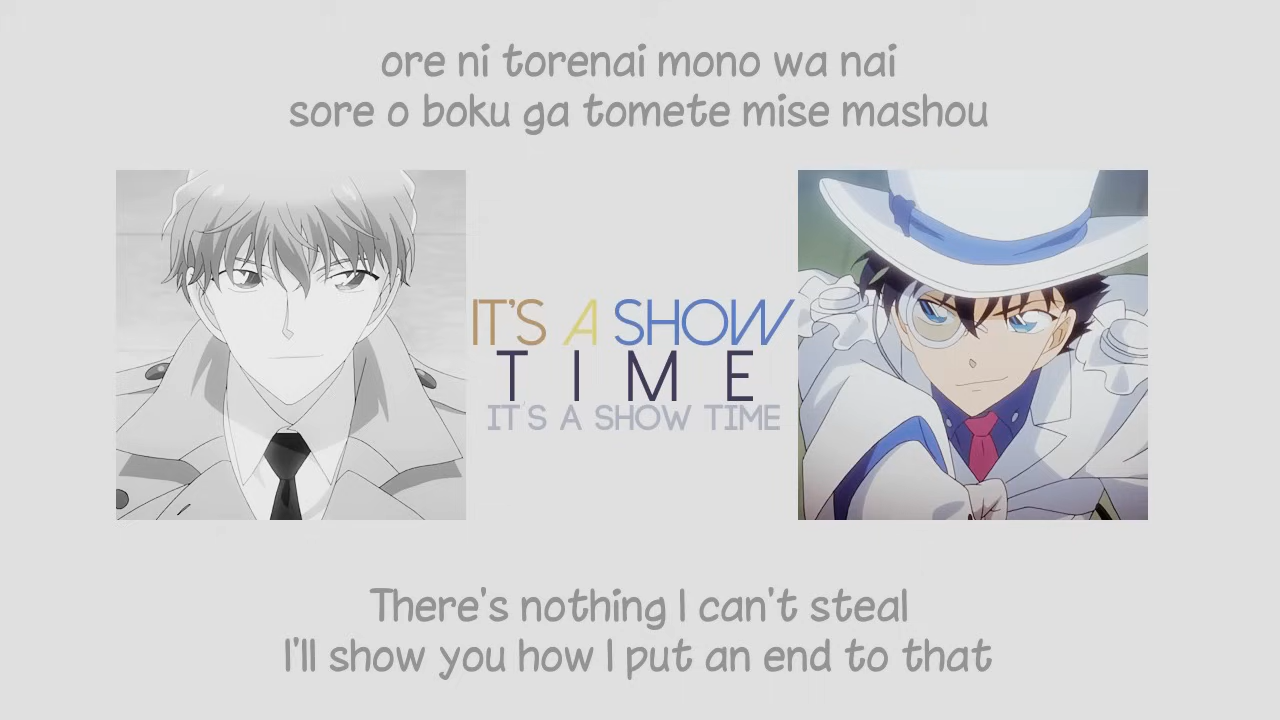 ore ni torenai mono wa nai
sore o boku ga tomete mise mashou
IT'S A SHOW
TIME
IT'S A SHOW TIME
There's nothing I can't steal
I'll show you how I put an end to that